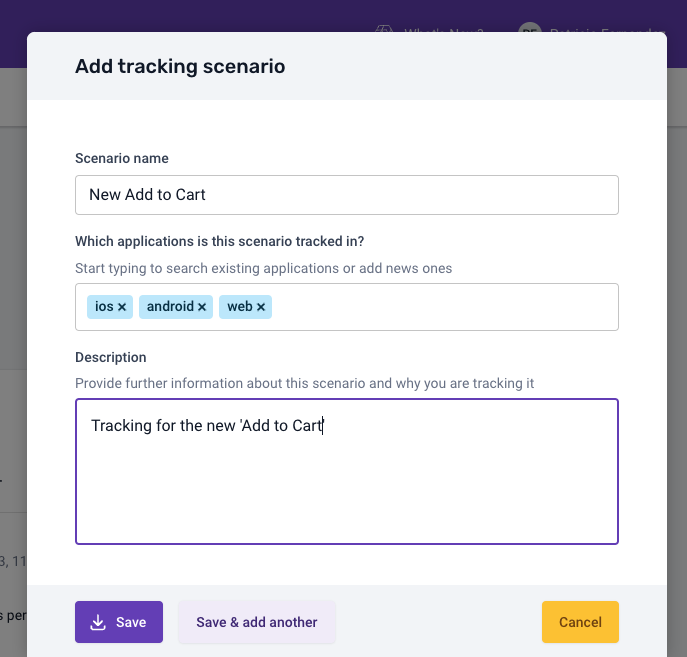 What's New?
Add tracking scenario
Scenario name
New Add to Cart
Which applications is this scenario tracked in?
Start typing to search existing applications or add news ones
ios × android × web ×
Description
Provide further information about this scenario and why you are tracking it
Tracking for the new 'Add to Cart'
3, 11
s per
Save Save & add another Cancel